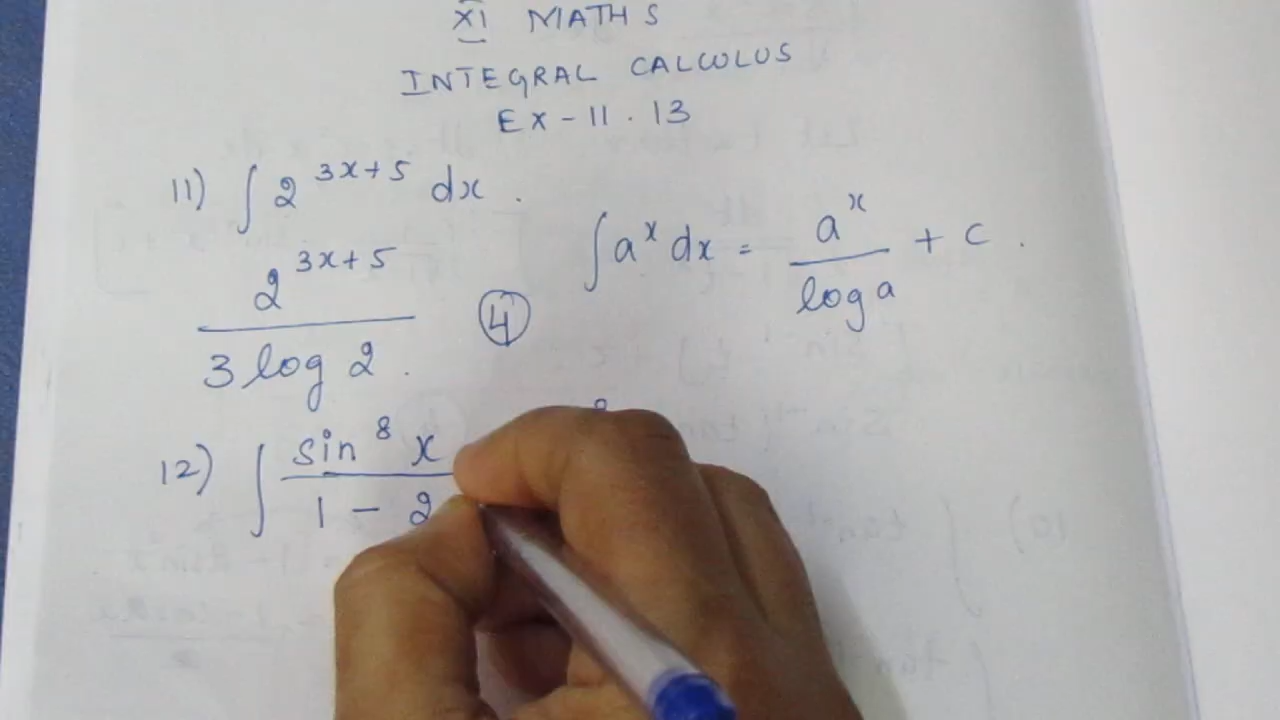 XI MATHS
INTEGRAL CALCULUS
EX - 11.13
11) ∫ 2^{3x+5} dx.
∫ a^x dx = a^x / log a + c.
2^{3x+5} / 3 log 2.
④
12) ∫ sin^8 x
1 - 2